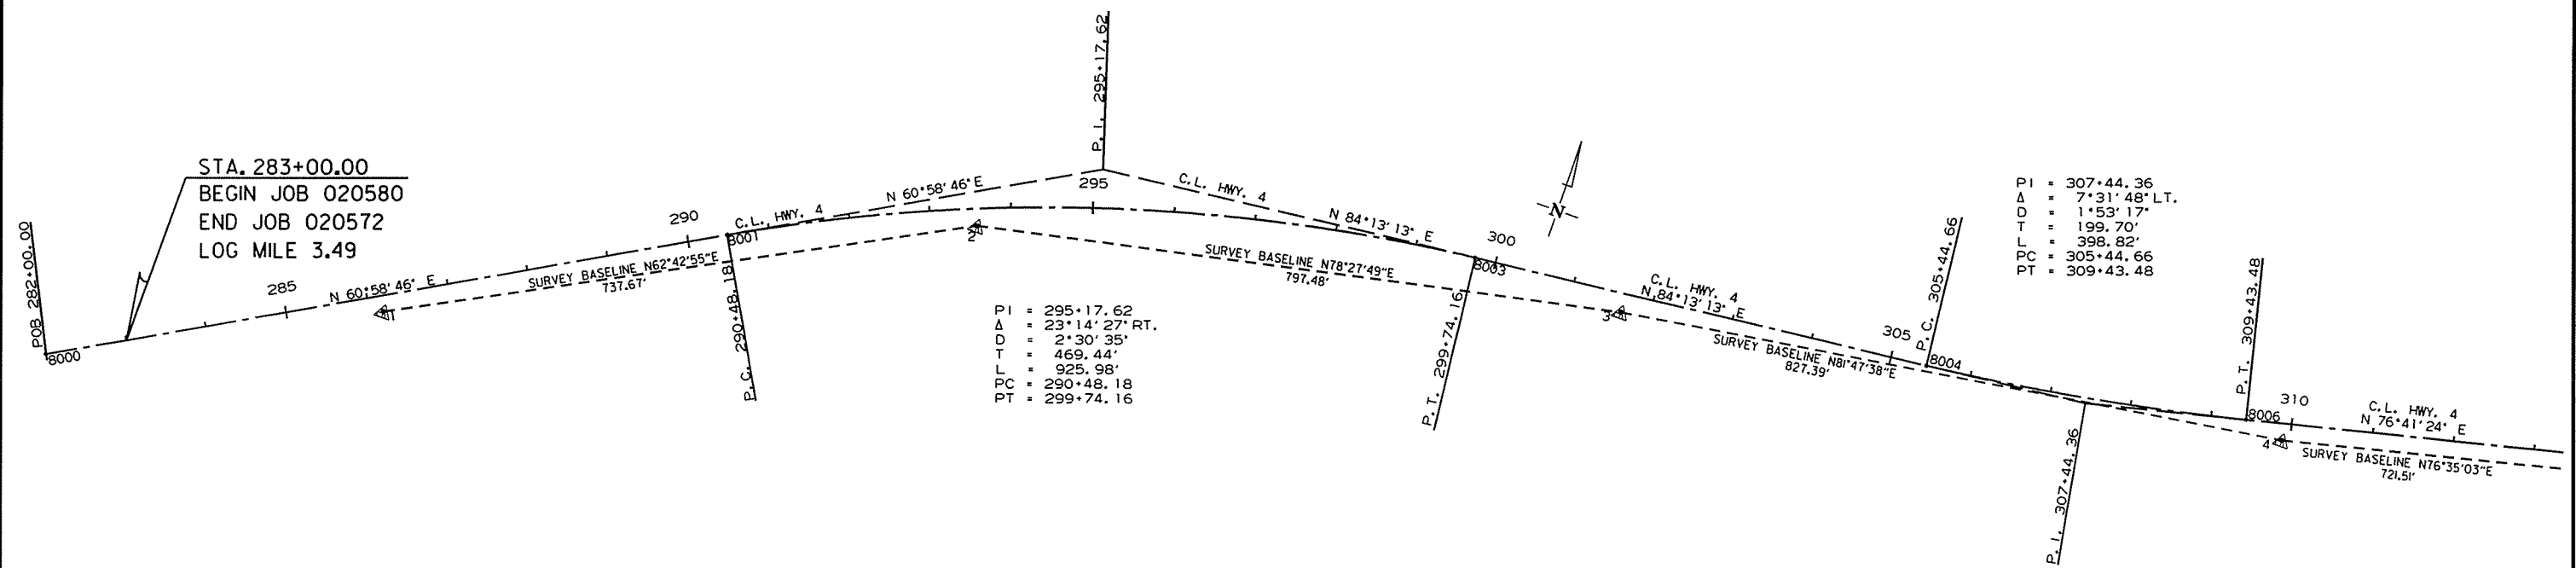 POB 282+00.00
8000
STA. 283+00.00
BEGIN JOB 020580
END JOB 020572
LOG MILE 3.49
285
N 60°58'46" E
1
SURVEY BASELINE N62°42'55"E
737.67'
290
8001
P.C. 290+48.18
C.L. HWY. 4
N 60°58'46"E
2
P.I. 295+17.62
295
PI = 295+17.62
Δ = 23°14'27" RT.
D = 2°30'35"
T = 469.44'
L = 925.98'
PC = 290+48.18
PT = 299+74.16
C.L. HWY. 4
N 84°13'13" E
SURVEY BASELINE N78°27'49"E
797.48'
300
8003
P.T. 299+74.16
N
3
C.L. HWY. 4
N 84°13'13" E
SURVEY BASELINE N81°47'38"E
827.39'
305
P.C. 305+44.66
8004
PI = 307+44.36
Δ = 7°31'48" LT.
D = 1°53'17"
T = 199.70'
L = 398.82'
PC = 305+44.66
PT = 309+43.48
P.I. 307+44.36
P.T. 309+43.48
8006
310
4
C.L. HWY. 4
N 76°41'24" E
SURVEY BASELINE N76°35'03"E
721.51'